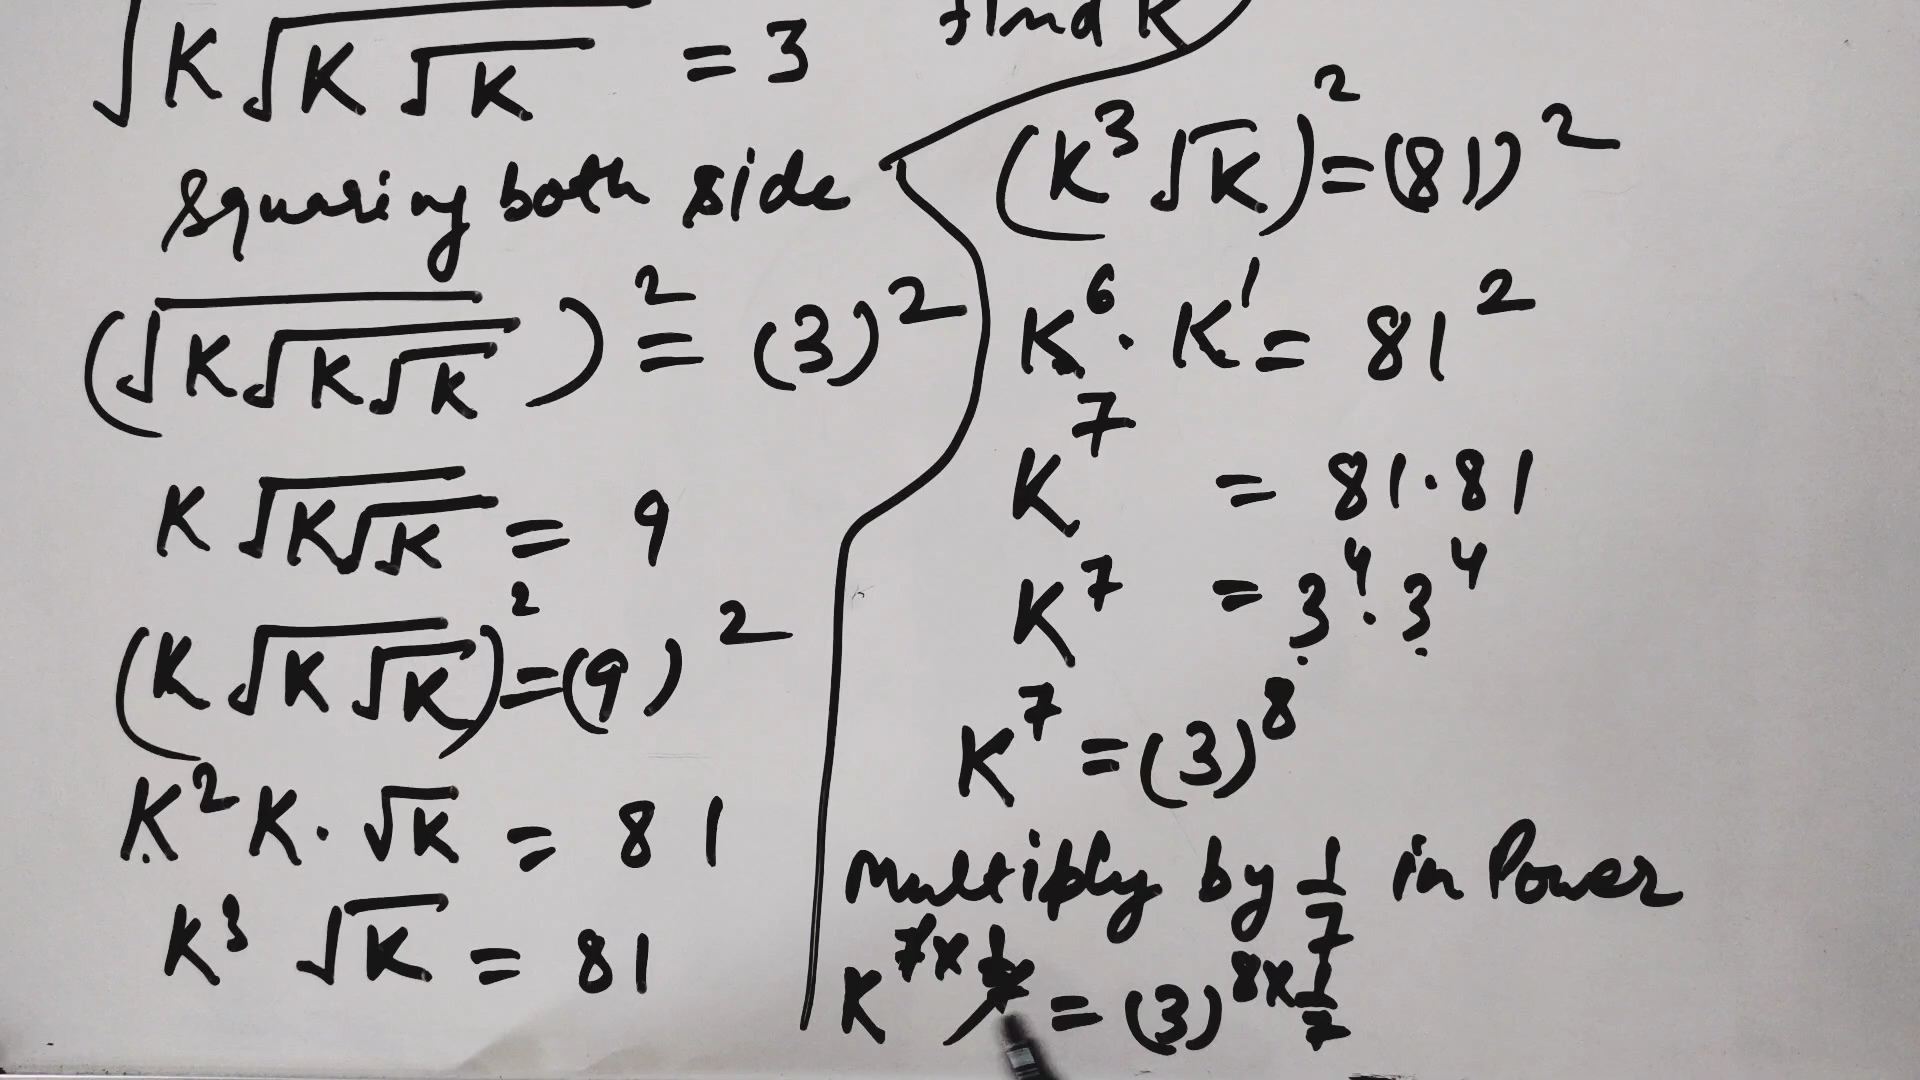 √K√K√K = 3 find K
squaring both side
(√K√K√K)² = (3)²
K√K√K = 9
(K√K√K)² = (9)²
K²K·√K = 81
K³√K = 81
(K³√K)² = (81)²
K⁶·K¹ = 81²
K⁷ = 81·81
K⁷ = 3⁴·3⁴
K⁷ = (3)⁸
Multiply by 1/7 in Power
K^(7×1/7) = (3)^(8×1/7)